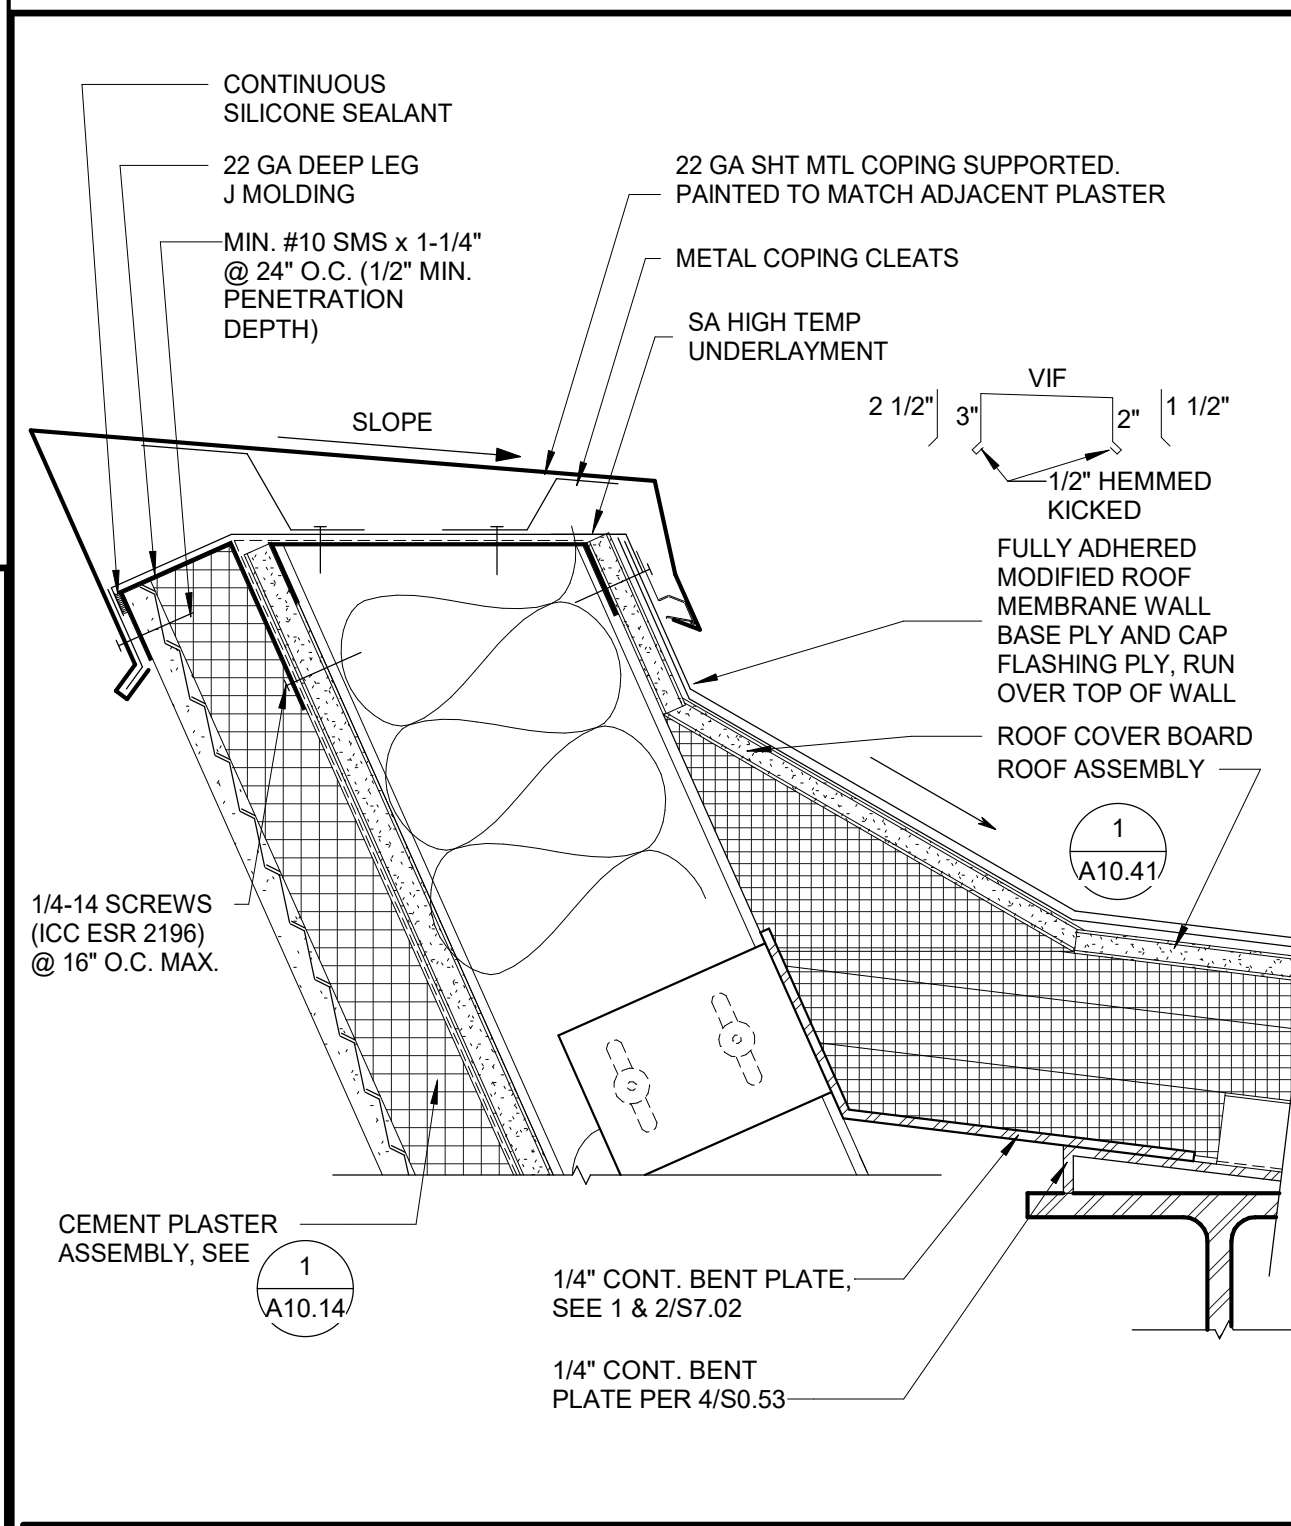 CONTINUOUS
SILICONE SEALANT
22 GA DEEP LEG
J MOLDING
MIN. #10 SMS x 1-1/4"
@ 24" O.C. (1/2" MIN.
PENETRATION
DEPTH)
22 GA SHT MTL COPING SUPPORTED.
PAINTED TO MATCH ADJACENT PLASTER
METAL COPING CLEATS
SA HIGH TEMP
UNDERLAYMENT
SLOPE
VIF
2 1/2"
3"
2"
1 1/2"
1/2" HEMMED
KICKED
FULLY ADHERED
MODIFIED ROOF
MEMBRANE WALL
BASE PLY AND CAP
FLASHING PLY, RUN
OVER TOP OF WALL
ROOF COVER BOARD
ROOF ASSEMBLY
1
A10.41
1/4-14 SCREWS
(ICC ESR 2196)
@ 16" O.C. MAX.
CEMENT PLASTER
ASSEMBLY, SEE
1
A10.14
1/4" CONT. BENT PLATE,
SEE 1 & 2/S7.02
1/4" CONT. BENT
PLATE PER 4/S0.53